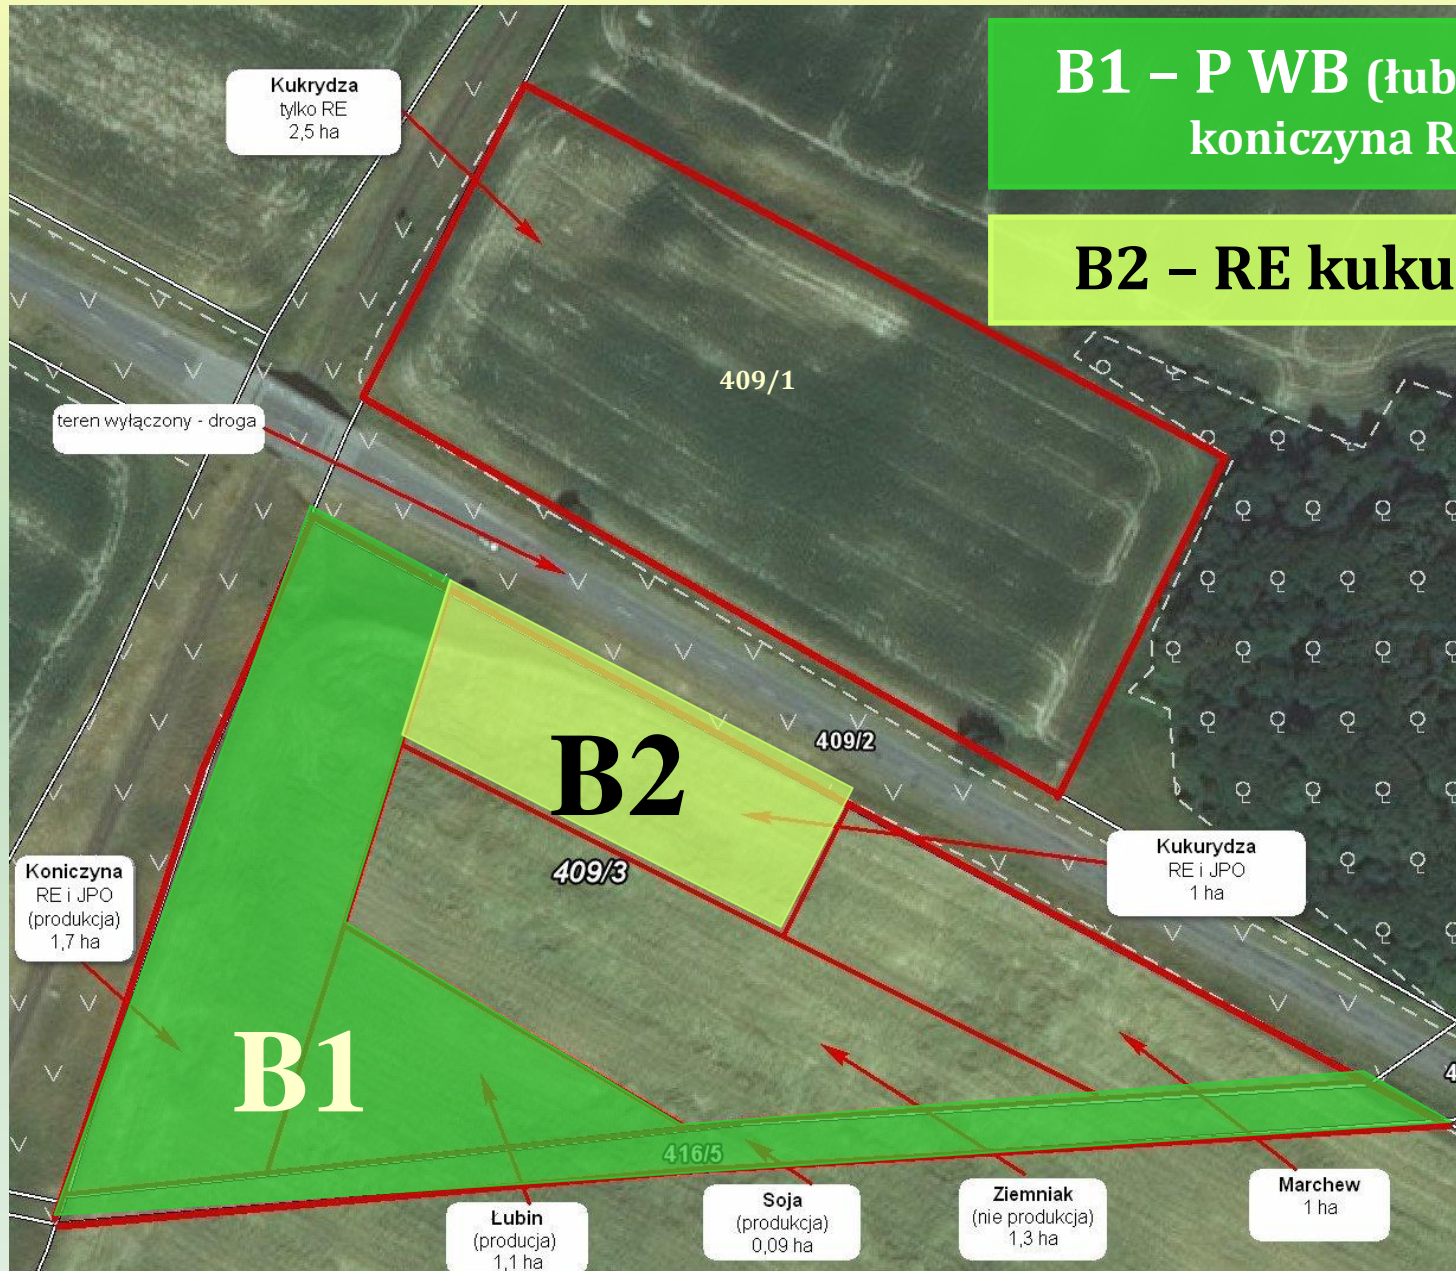 B1 – P WB (łub
koniczyna R
B2 – RE kuku
Kukrydza
tylko RE
2,5 ha
409/1
teren wyłączony - droga
409/2
B2
409/3
Kukurydza
RE i JPO
1 ha
Koniczyna
RE i JPO
(produkcja)
1,7 ha
B1
4
416/5
Łubin
(producja)
1,1 ha
Soja
(produkcja)
0,09 ha
Ziemniak
(nie produkcja)
1,3 ha
Marchew
1 ha